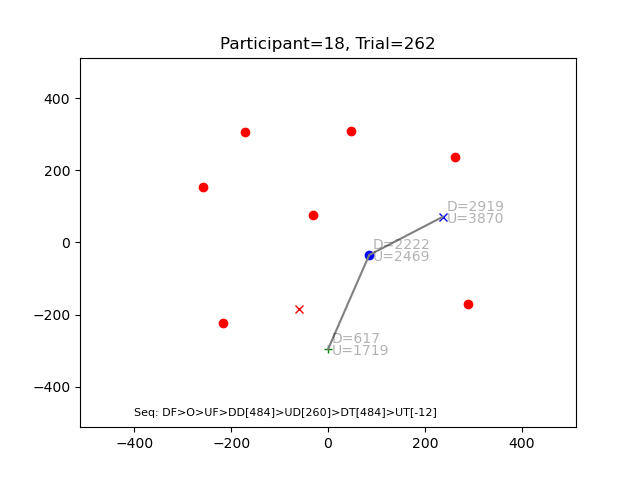 Participant=18, Trial=262
400
200
0
−200
−400
D=2919
U=3870
D=2222
U=2469
D=617
U=1719
Seq: DF>O>UF>DD[484]>UD[260]>DT[484]>UT[-12]
−400
−200
0
200
400